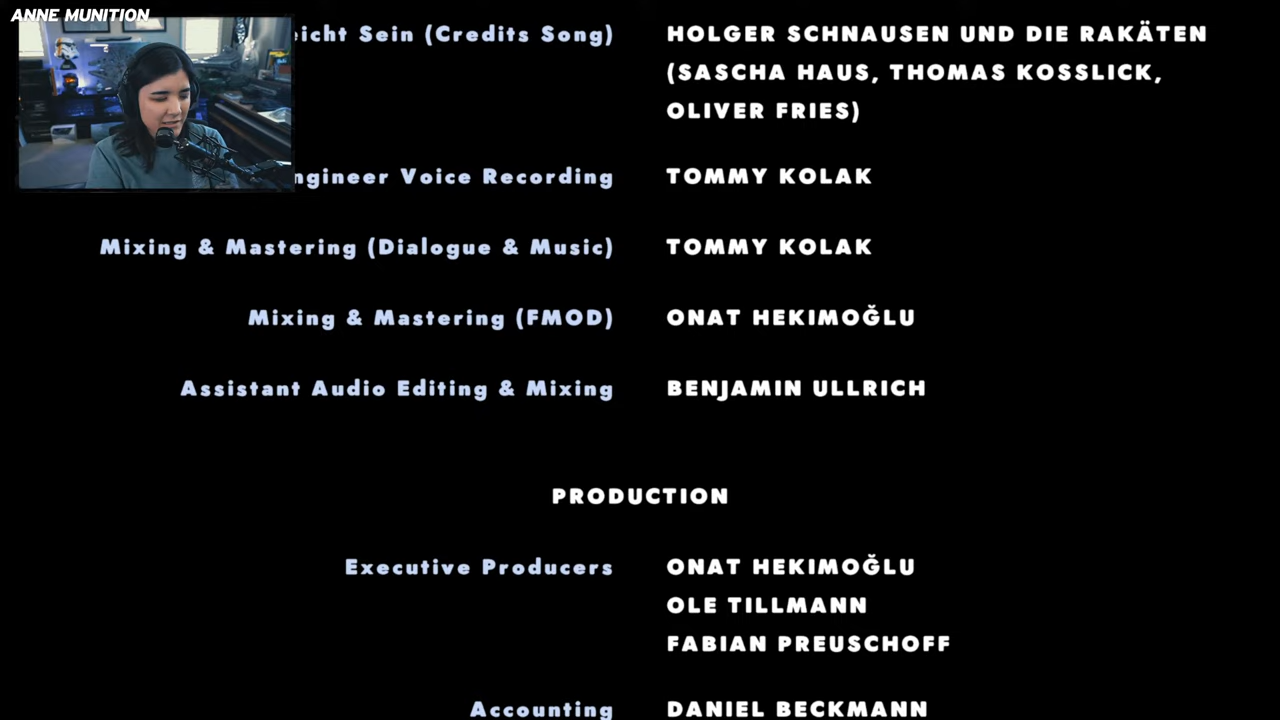 ANNE MUNITION
eicht Sein (Credits Song) HOLGER SCHNAUSEN UND DIE RAKÄTEN
(SASCHA HAUS, THOMAS KOSSLICK,
OLIVER FRIES)
ngineer Voice Recording TOMMY KOLAK
Mixing & Mastering (Dialogue & Music) TOMMY KOLAK
Mixing & Mastering (FMOD) ONAT HEKIMOĞLU
Assistant Audio Editing & Mixing BENJAMIN ULLRICH
PRODUCTION
Executive Producers ONAT HEKIMOĞLU
OLE TILLMANN
FABIAN PREUSCHOFF
Accounting DANIEL BECKMANN